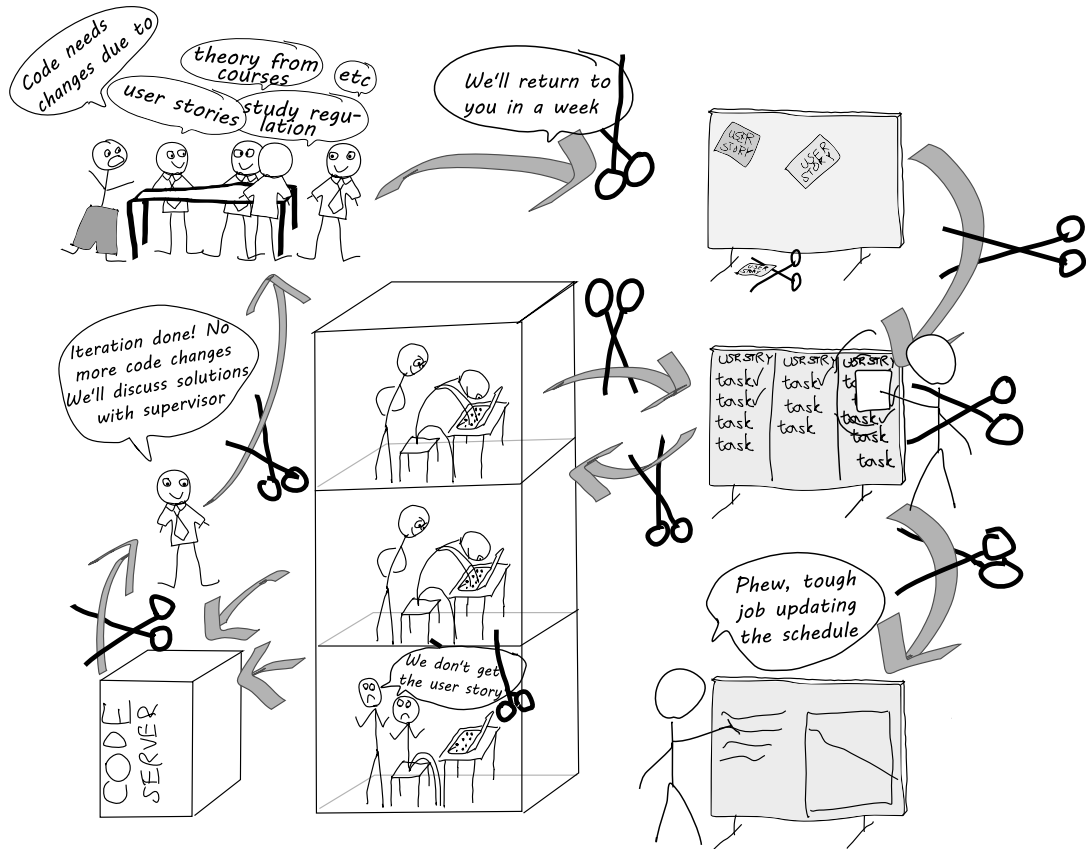 Code needs
changes due to
theory from
courses
etc
user stories
study regu-
lation
We'll return to
you in a week
USER
STORY
USER
STORY
USER
STORY
Iteration done! No
more code changes
We'll discuss solutions
with supervisor
USRSTRY
task✓
task✓
task
task
USRSTRY
task✓
task
task
USRSTRY
ta
task✓
task
task
Phew, tough
job updating
the schedule
We don't get
the user story
CODE
SERVER